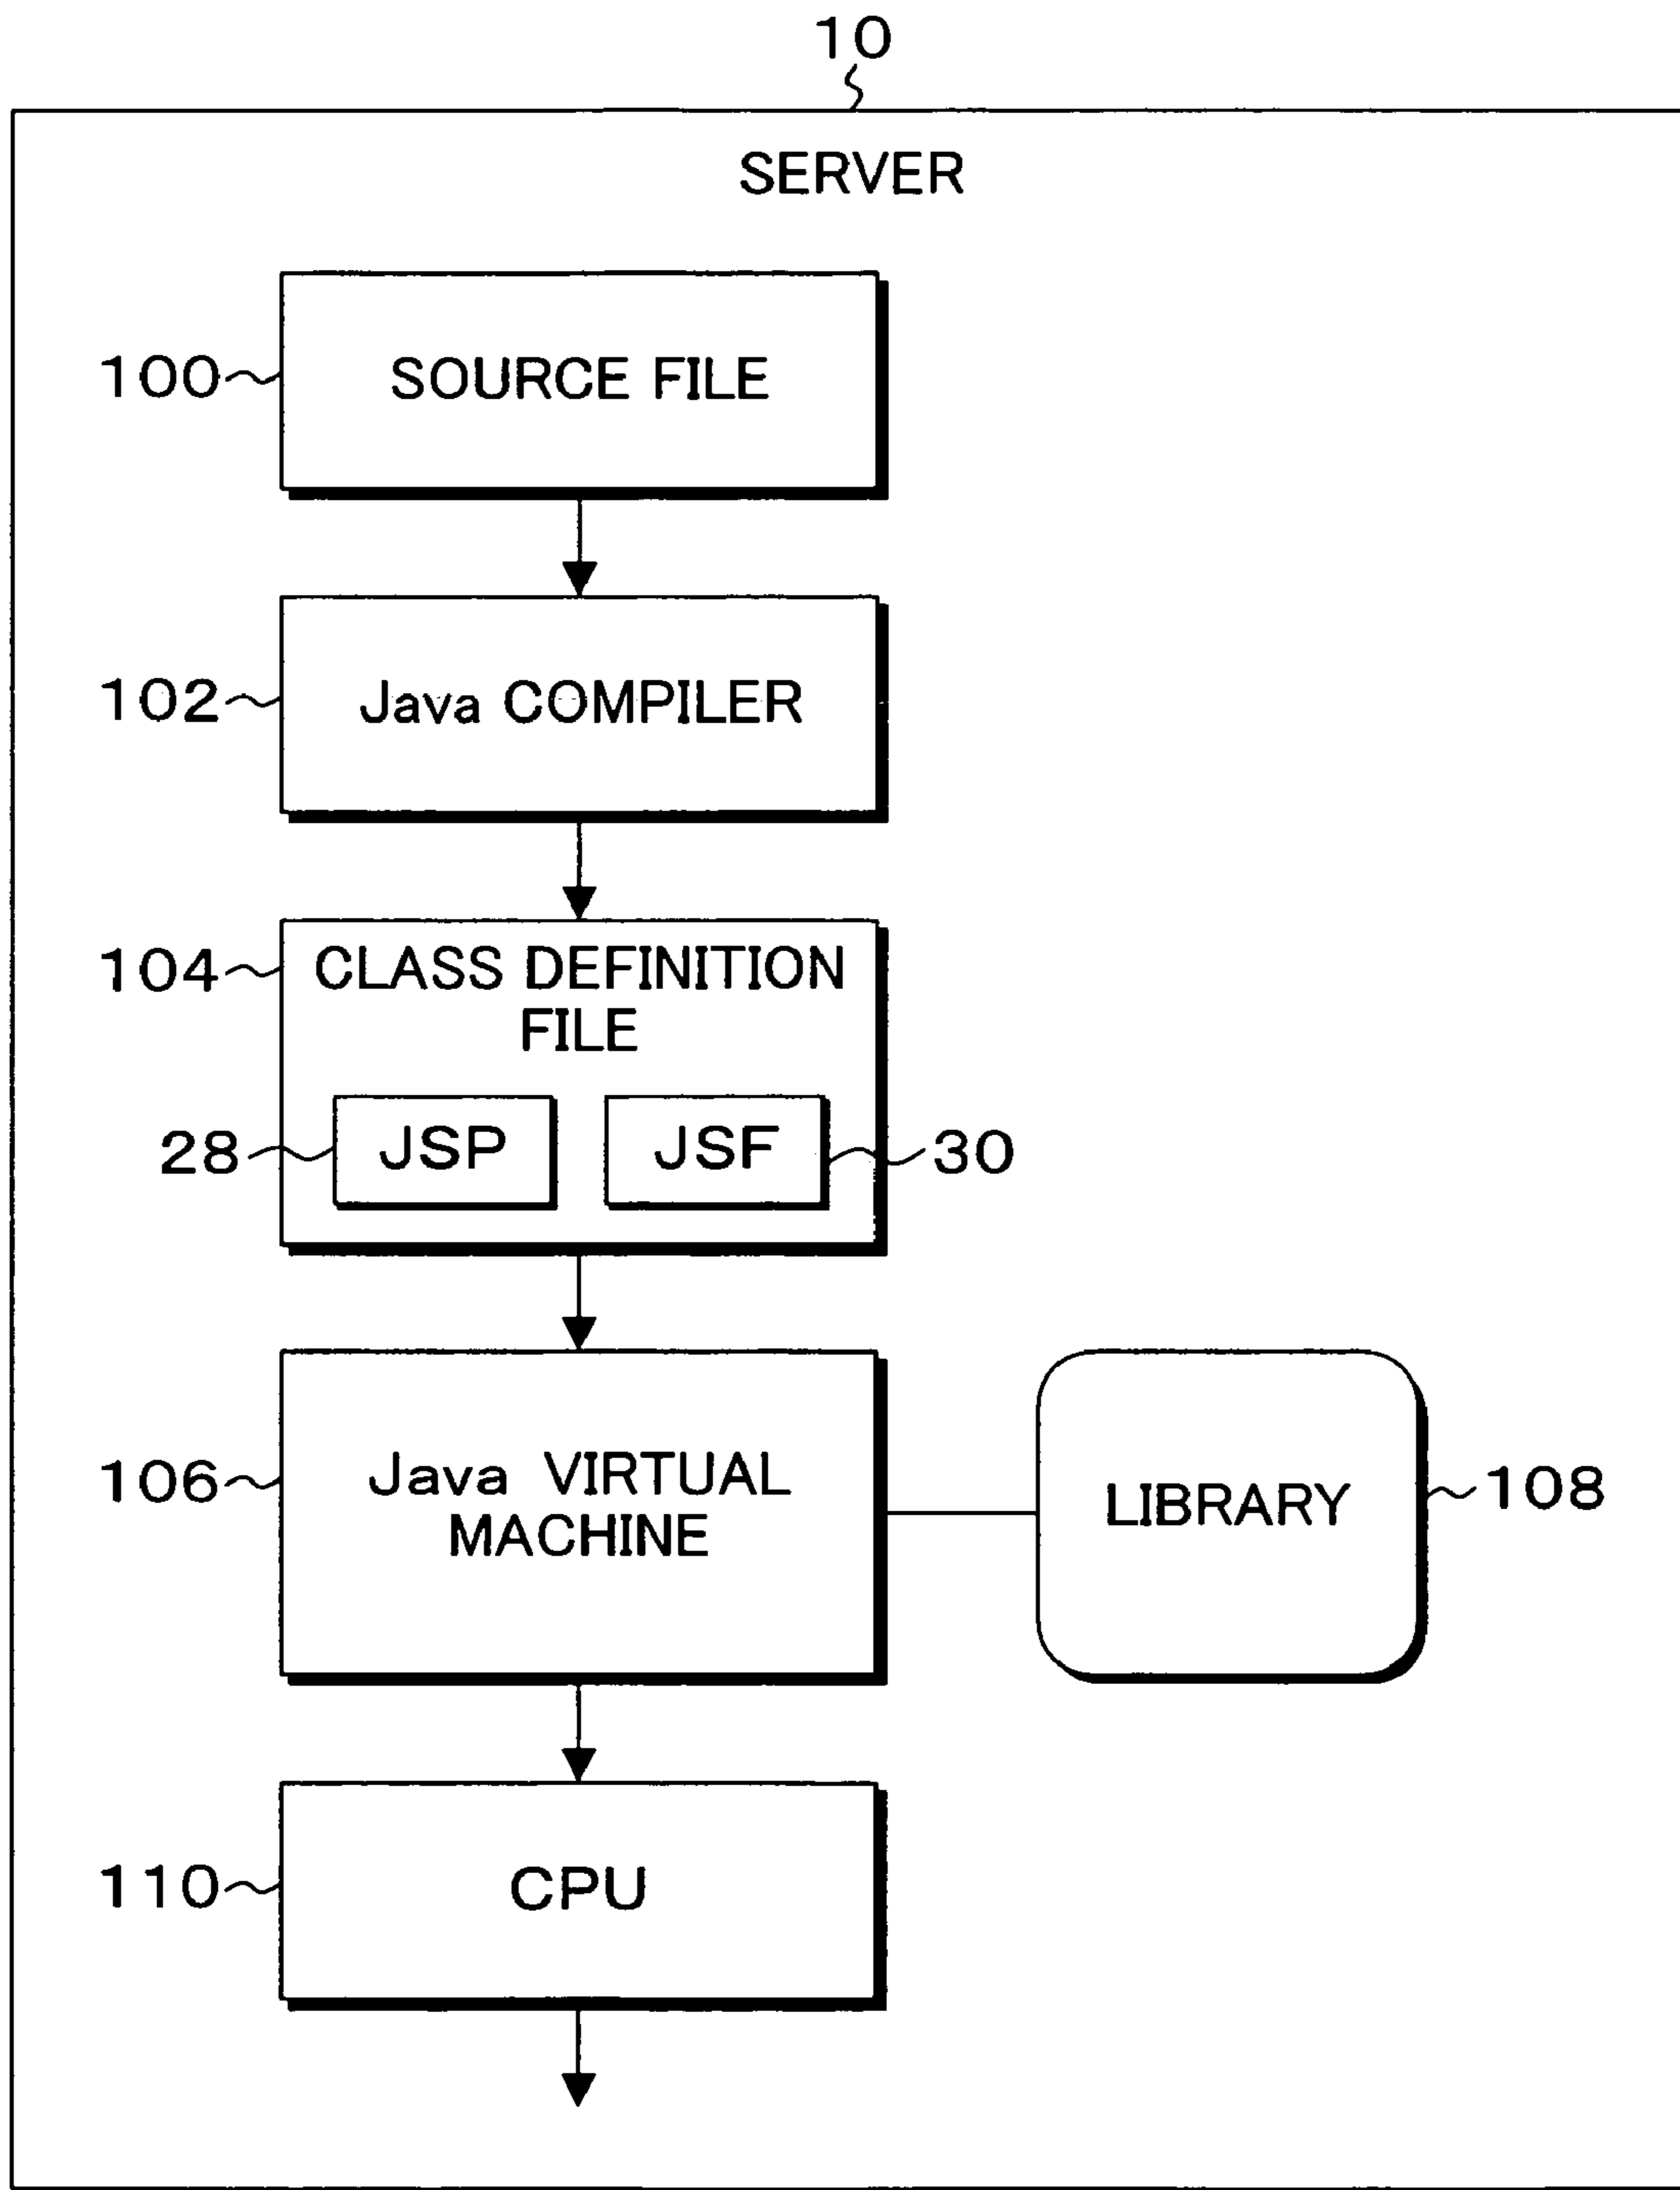 10
SERVER
100
SOURCE FILE
102
Java COMPILER
104
CLASS DEFINITION
FILE
28
JSP
JSF
30
106
Java VIRTUAL
MACHINE
LIBRARY
108
110
CPU